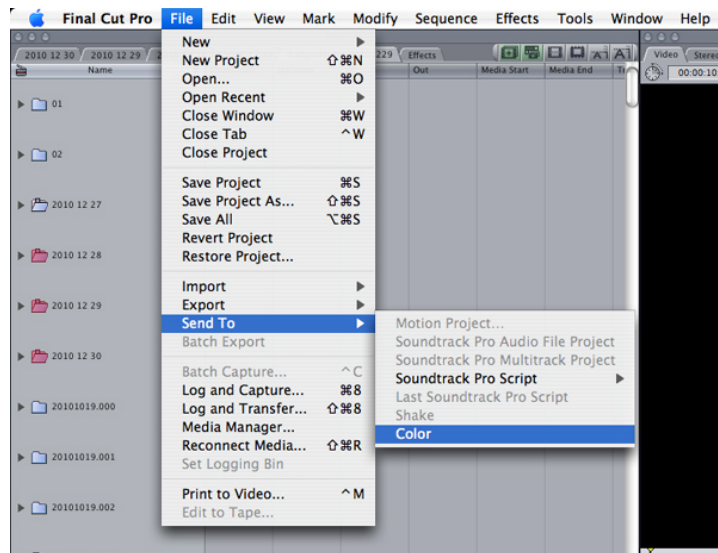 Final Cut Pro File Edit View Mark Modify Sequence Effects Tools Window Help
2010 12 30 2010 12 29 2 229 Effects Video Stereo
Name Out Media Start Media End Tr 00:00:10
01
02
2010 12 27
2010 12 28
2010 12 29
2010 12 30
20101019.000
20101019.001
20101019.002
New
New Project ⇧⌘N
Open... ⌘O
Open Recent
Close Window ⌘W
Close Tab ^W
Close Project
Save Project ⌘S
Save Project As... ⇧⌘S
Save All ⌥⌘S
Revert Project
Restore Project...
Import
Export
Send To
Batch Export
Batch Capture... ^C
Log and Capture... ⌘8
Log and Transfer... ⇧⌘8
Media Manager...
Reconnect Media... ⇧⌘R
Set Logging Bin
Print to Video... ^M
Edit to Tape...
Motion Project...
Soundtrack Pro Audio File Project
Soundtrack Pro Multitrack Project
Soundtrack Pro Script
Last Soundtrack Pro Script
Shake
Color